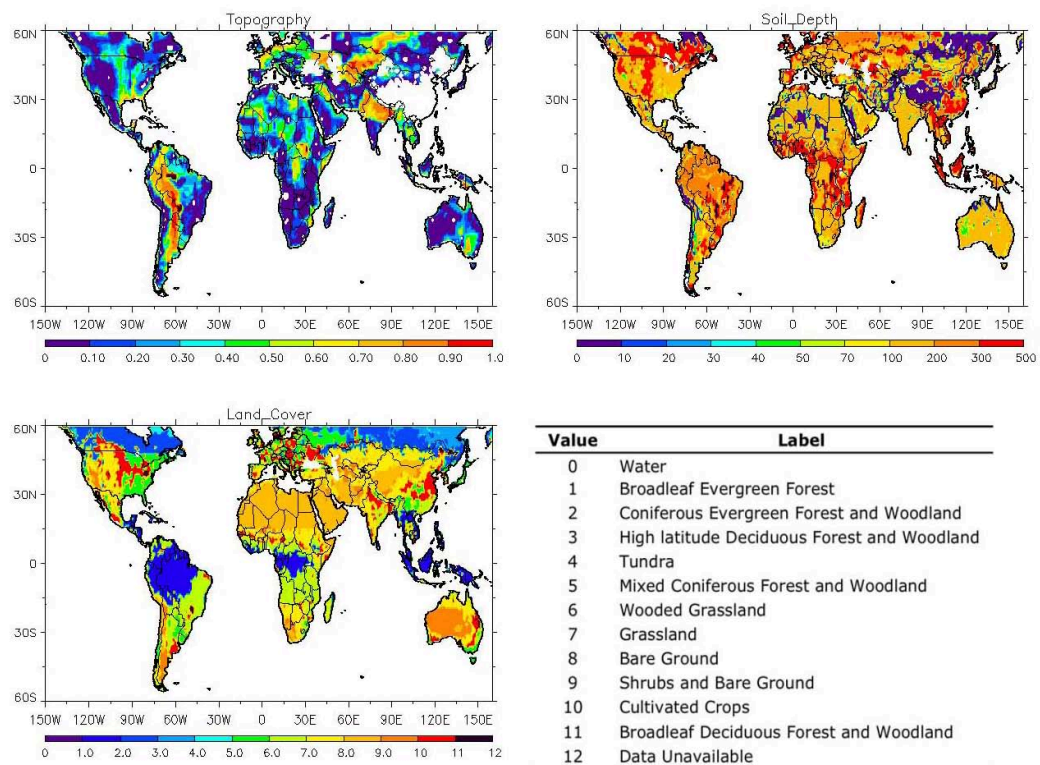 Topography
60N
30N
0
30S
60S
150W 120W 90W 60W 30W 0 30E 60E 90E 120E 150E
0 0.10 0.20 0.30 0.40 0.50 0.60 0.70 0.80 0.90 1.0
Soil_Depth
60N
30N
0
30S
60S
150W 120W 90W 60W 30W 0 30E 60E 90E 120E 150E
0 10 20 30 40 50 70 100 200 300 500
Land_Cover
60N
30N
0
30S
60S
150W 120W 90W 60W 30W 0 30E 60E 90E 120E 150E
0 1.0 2.0 3.0 4.0 5.0 6.0 7.0 8.0 9.0 10 11 12
Value Label
0 Water
1 Broadleaf Evergreen Forest
2 Coniferous Evergreen Forest and Woodland
3 High latitude Deciduous Forest and Woodland
4 Tundra
5 Mixed Coniferous Forest and Woodland
6 Wooded Grassland
7 Grassland
8 Bare Ground
9 Shrubs and Bare Ground
10 Cultivated Crops
11 Broadleaf Deciduous Forest and Woodland
12 Data Unavailable